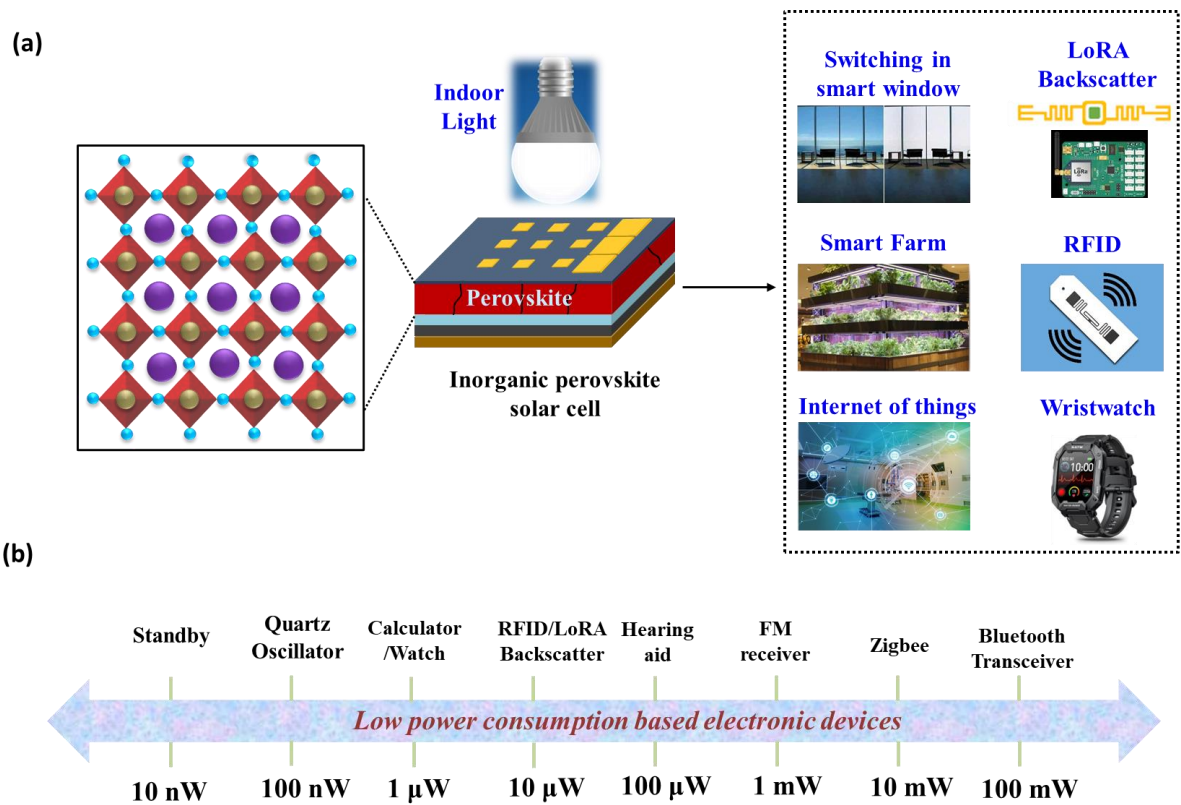 (a)
Indoor
Light
Perovskite
Inorganic perovskite
solar cell
Switching in
smart window
LoRA
Backscatter
LoRa
Smart Farm
RFID
Internet of things
Wristwatch
10:00
(b)
Standby
Quartz
Oscillator
Calculator
/Watch
RFID/LoRA
Backscatter
Hearing
aid
FM
receiver
Zigbee
Bluetooth
Transceiver
Low power consumption based electronic devices
10 nW
100 nW
1 µW
10 µW
100 µW
1 mW
10 mW
100 mW